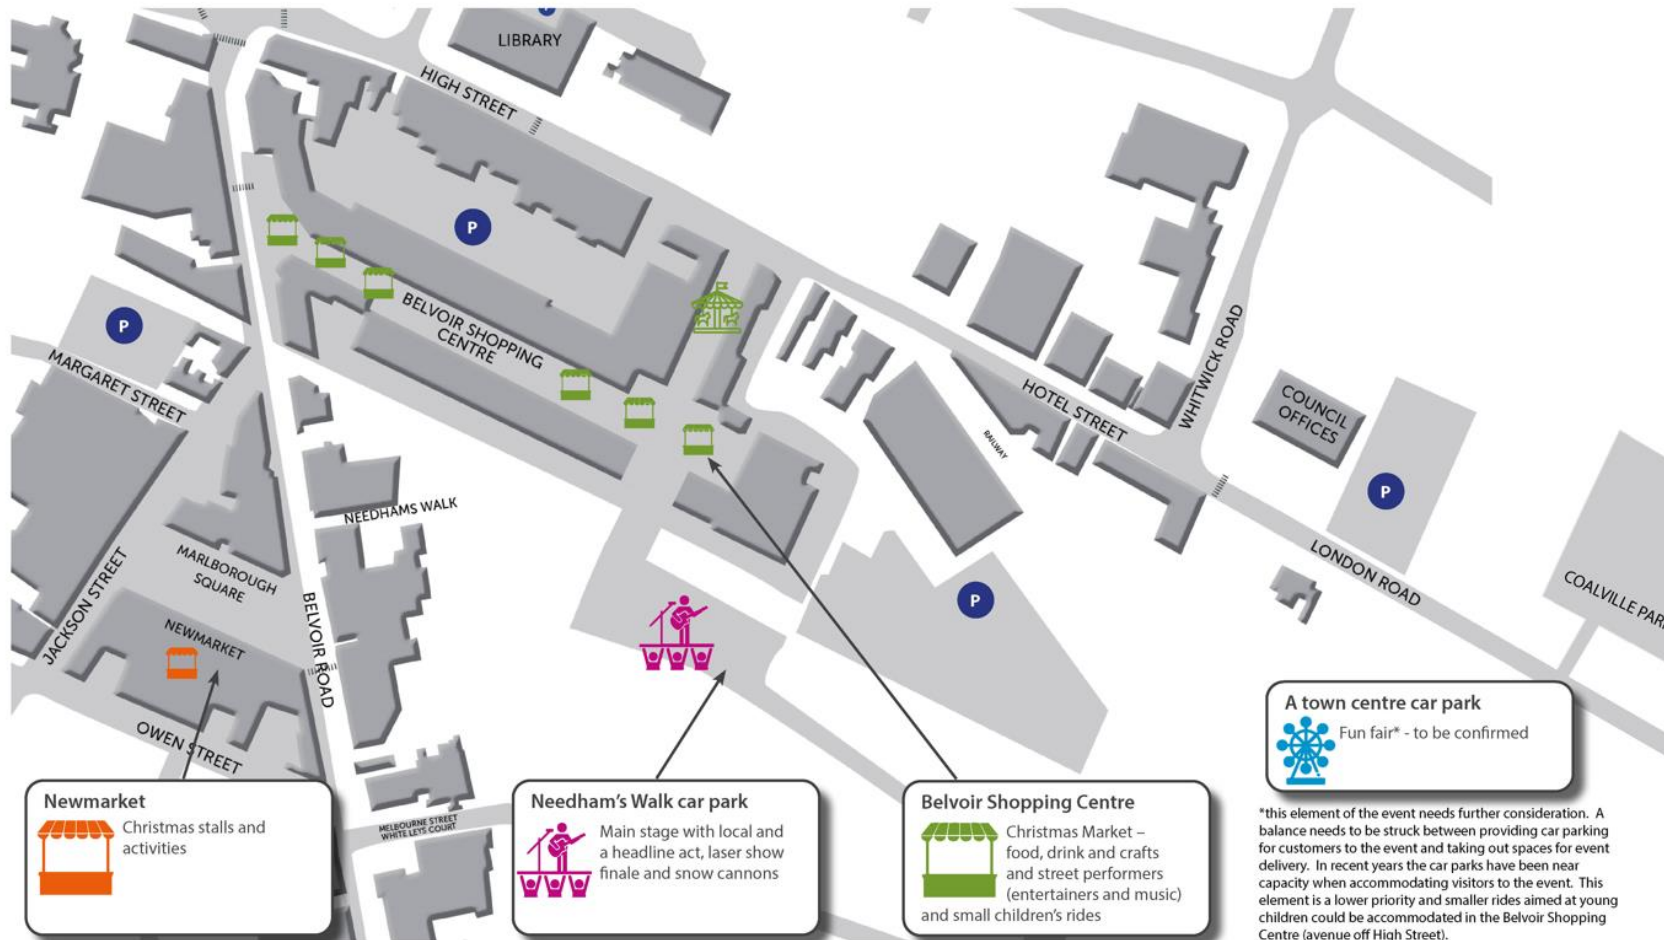 LIBRARY
HIGH STREET
P
P
BELVOIR SHOPPING
CENTRE
MARGARET STREET
WHITWICK ROAD
HOTEL STREET
RAILWAY
COUNCIL
OFFICES
P
NEEDHAMS WALK
MARLBOROUGH
SQUARE
JACKSON STREET
BELVOIR ROAD
NEWMARKET
OWEN STREET
P
LONDON ROAD
COALVILLE PAR
MELBOURNE STREET
WHITE LEYS COURT
Newmarket
Christmas stalls and
activities
Needham's Walk car park
Main stage with local and
a headline act, laser show
finale and snow cannons
Belvoir Shopping Centre
Christmas Market –
food, drink and crafts
and street performers
(entertainers and music)
and small children's rides
A town centre car park
Fun fair* - to be confirmed
*this element of the event needs further consideration. A
balance needs to be struck between providing car parking
for customers to the event and taking out spaces for event
delivery. In recent years the car parks have been near
capacity when accommodating visitors to the event. This
element is a lower priority and smaller rides aimed at young
children could be accommodated in the Belvoir Shopping
Centre (avenue off High Street).